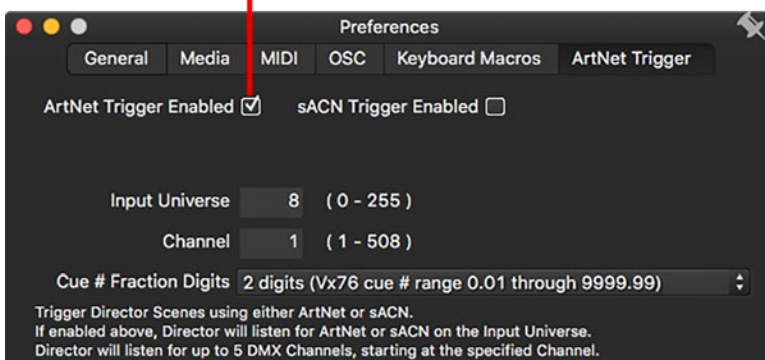 Preferences
General Media MIDI OSC Keyboard Macros ArtNet Trigger
ArtNet Trigger Enabled sACN Trigger Enabled
Input Universe 8 ( 0 - 255 )
Channel 1 ( 1 - 508 )
Cue # Fraction Digits 2 digits (Vx76 cue # range 0.01 through 9999.99)
Trigger Director Scenes using either ArtNet or sACN.
If enabled above, Director will listen for ArtNet or sACN on the Input Universe.
Director will listen for up to 5 DMX Channels, starting at the specified Channel.